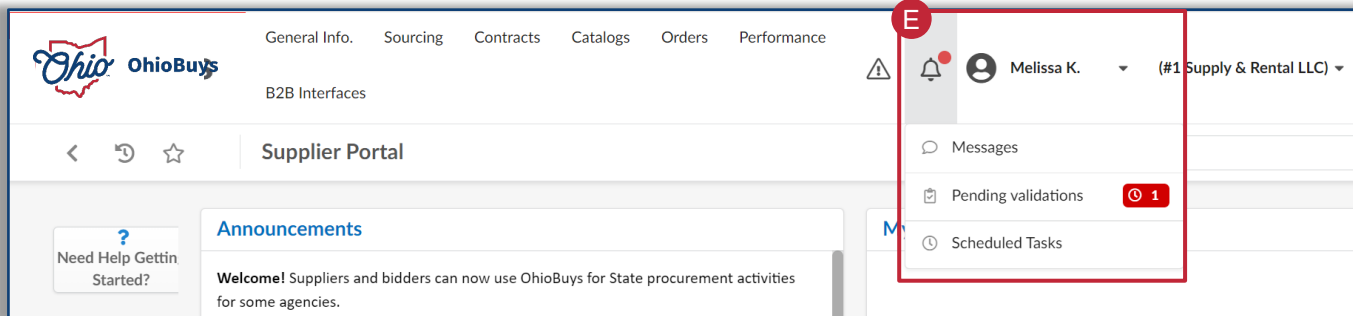 E
General Info. Sourcing Contracts Catalogs Orders Performance
Ohio OhioBuys
Melissa K. (#1 Supply & Rental LLC)
B2B Interfaces
Supplier Portal
Messages
Pending validations 1
Scheduled Tasks
?
Need Help Gettin
Started?
Announcements
My
Welcome! Suppliers and bidders can now use OhioBuys for State procurement activities
for some agencies.